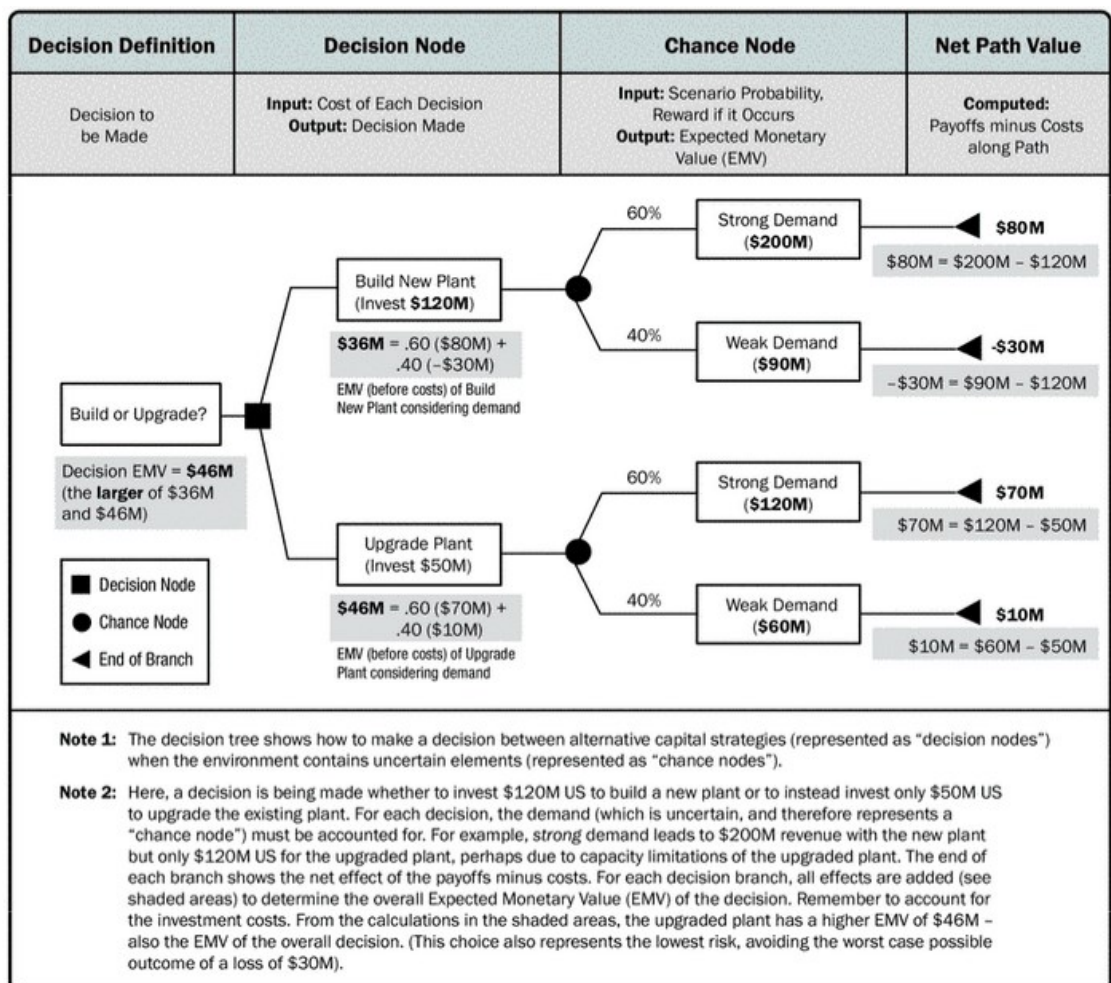 Decision Definition
Decision Node
Chance Node
Net Path Value
Decision to
be Made
Input: Cost of Each Decision
Output: Decision Made
Input: Scenario Probability,
Reward if it Occurs
Output: Expected Monetary
Value (EMV)
Computed:
Payoffs minus Costs
along Path
Build or Upgrade?
Decision EMV = $46M
(the larger of $36M
and $46M)
Build New Plant
(Invest $120M)
$36M = .60 ($80M) +
.40 (–$30M)
EMV (before costs) of Build
New Plant considering demand
60%
Strong Demand
($200M)
$80M
$80M = $200M – $120M
40%
Weak Demand
($90M)
-$30M
–$30M = $90M – $120M
Upgrade Plant
(Invest $50M)
$46M = .60 ($70M) +
.40 ($10M)
EMV (before costs) of Upgrade
Plant considering demand
60%
Strong Demand
($120M)
$70M
$70M = $120M – $50M
40%
Weak Demand
($60M)
$10M
$10M = $60M – $50M
Decision Node
Chance Node
End of Branch
Note 1: The decision tree shows how to make a decision between alternative capital strategies (represented as “decision nodes”)
when the environment contains uncertain elements (represented as “chance nodes”).
Note 2: Here, a decision is being made whether to invest $120M US to build a new plant or to instead invest only $50M US
to upgrade the existing plant. For each decision, the demand (which is uncertain, and therefore represents a
“chance node”) must be accounted for. For example, strong demand leads to $200M revenue with the new plant
but only $120M US for the upgraded plant, perhaps due to capacity limitations of the upgraded plant. The end of
each branch shows the net effect of the payoffs minus costs. For each decision branch, all effects are added (see
shaded areas) to determine the overall Expected Monetary Value (EMV) of the decision. Remember to account for
the investment costs. From the calculations in the shaded areas, the upgraded plant has a higher EMV of $46M –
also the EMV of the overall decision. (This choice also represents the lowest risk, avoiding the worst case possible
outcome of a loss of $30M).